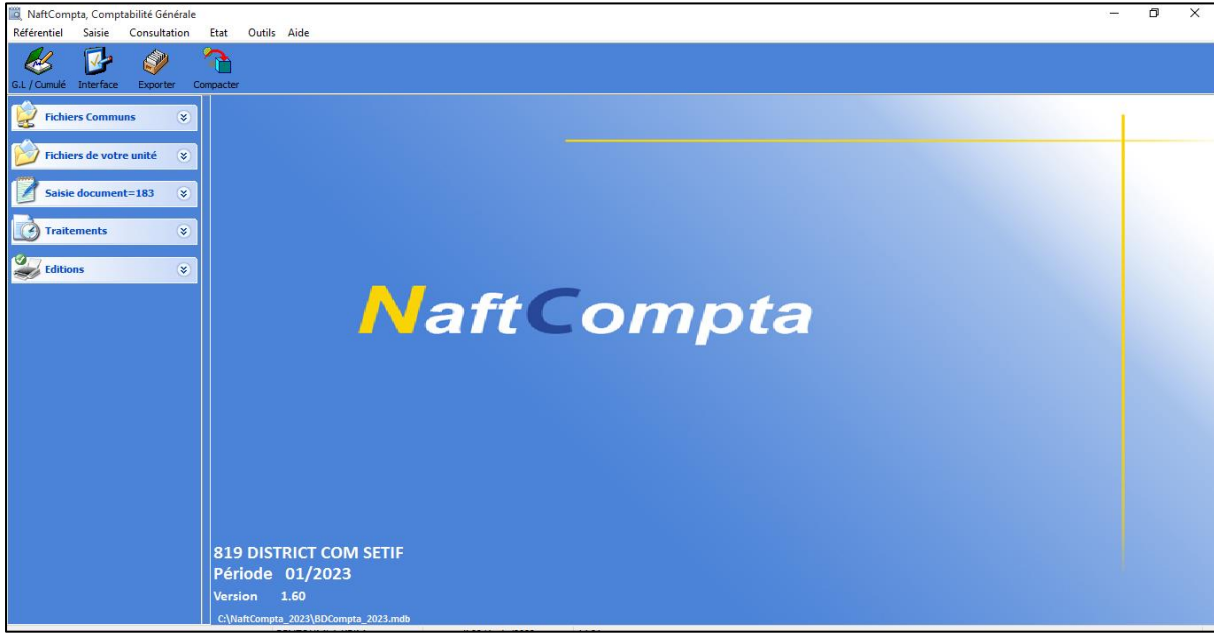 NaftCompta, Comptabilité Générale
Référentiel Saisie Consultation Etat Outils Aide
G.L / Cumulé Interface Exporter Compacter
Fichiers Communs
Fichiers de votre unité
Saisie document=183
Traitements
Editions
NaftCompta
819 DISTRICT COM SETIF
Période 01/2023
Version 1.60
C:\NaftCompta_2023\BDCompta_2023.mdb